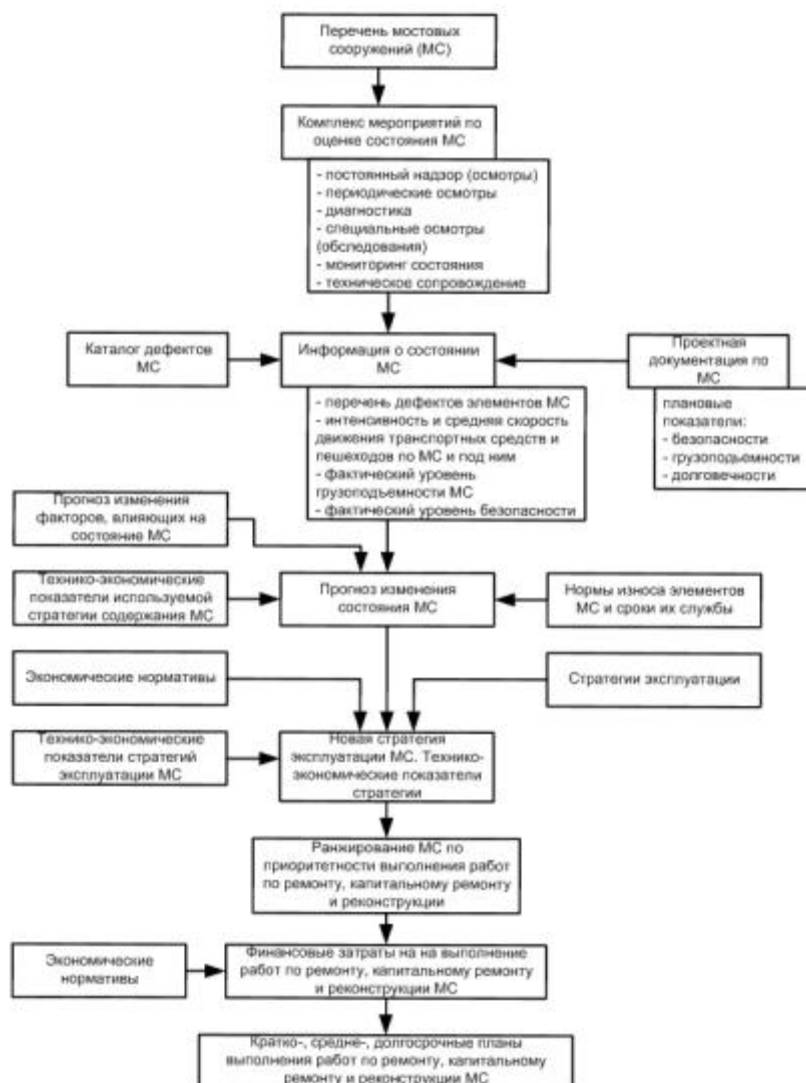 Перечень мостовых
сооружений (МС)
Комплекс мероприятий по
оценке состояния МС
- постоянный надзор (осмотры)
- периодические осмотры
- диагностика
- специальные осмотры
(обследования)
- мониторинг состояния
- техническое сопровождение
Каталог дефектов
МС
Информация о состоянии
МС
Проектная
документация по
МС
- перечень дефектов элементов МС
- интенсивность и средняя скорость
движения транспортных средств и
пешеходов по МС и под ним
- фактический уровень
грузоподъемности МС
- фактический уровень безопасности
плановые
показатели:
- безопасности
- грузоподьемности
- долговечности
Прогноз изменения
факторов, влияющих на
состояние МС
Технико-экономические
показатели используемой
стратегии содержания МС
Прогноз изменения
состояния МС
Нормы износа элементов
МС и сроки их службы
Экономические нормативы
Стратегии эксплуатации
Технико-экономические
показатели стратегий
эксплуатации МС
Новая стратегия
эксплуатации МС. Технико-
экономические показатели
стратегии
Ранжирование МС по
приоритетности выполнения работ
по ремонту, капитальному ремонту
и реконструкции
Экономические
нормативы
Финансовые затраты на на выполнение
работ по ремонту, капитальному ремонту
и реконструкции МС
Кратко-, средне-, долгосрочные планы
выполнения работ по ремонту, капитальному
ремонту и реконструкции МС